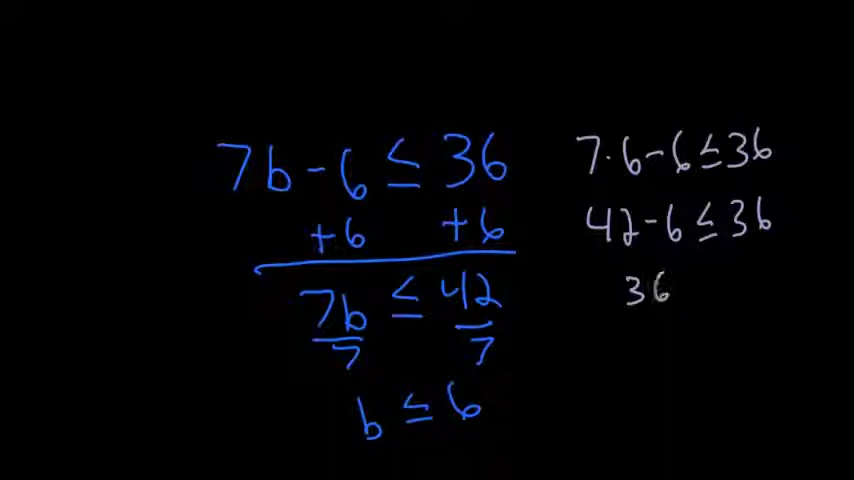 7b - 6 ≤ 36
+6 +6
7b ≤ 42
7 7
b ≤ 6
7·6 - 6 ≤ 36
42 - 6 ≤ 36
36